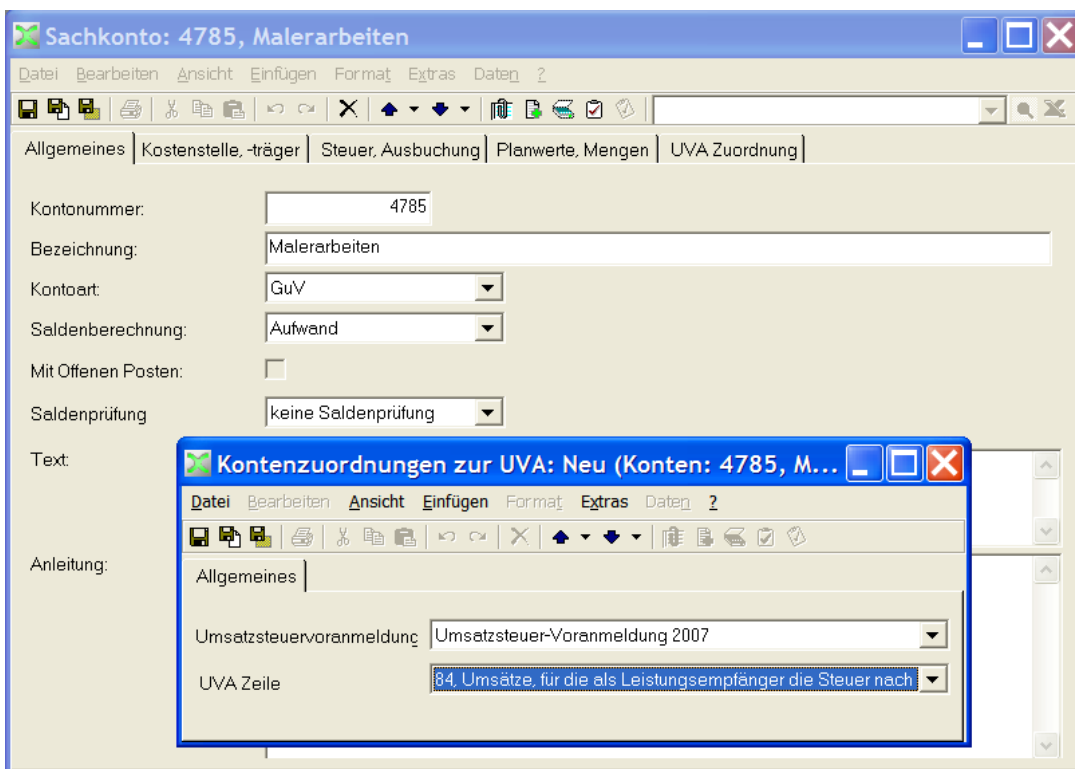 Sachkonto: 4785, Malerarbeiten
Datei Bearbeiten Ansicht Einfügen Format Extras Daten ?
Allgemeines Kostenstelle, -träger Steuer, Ausbuchung Planwerte, Mengen UVA Zuordnung
Kontonummer: 4785
Bezeichnung: Malerarbeiten
Kontoart: GuV
Saldenberechnung: Aufwand
Mit Offenen Posten:
Saldenprüfung keine Saldenprüfung
Text:
Anleitung:
Kontenzuordnungen zur UVA: Neu (Konten: 4785, M...
Datei Bearbeiten Ansicht Einfügen Format Extras Daten ?
Allgemeines
Umsatzsteuervoranmeldung Umsatzsteuer-Voranmeldung 2007
UVA Zeile 84, Umsätze, für die als Leistungsempfänger die Steuer nach